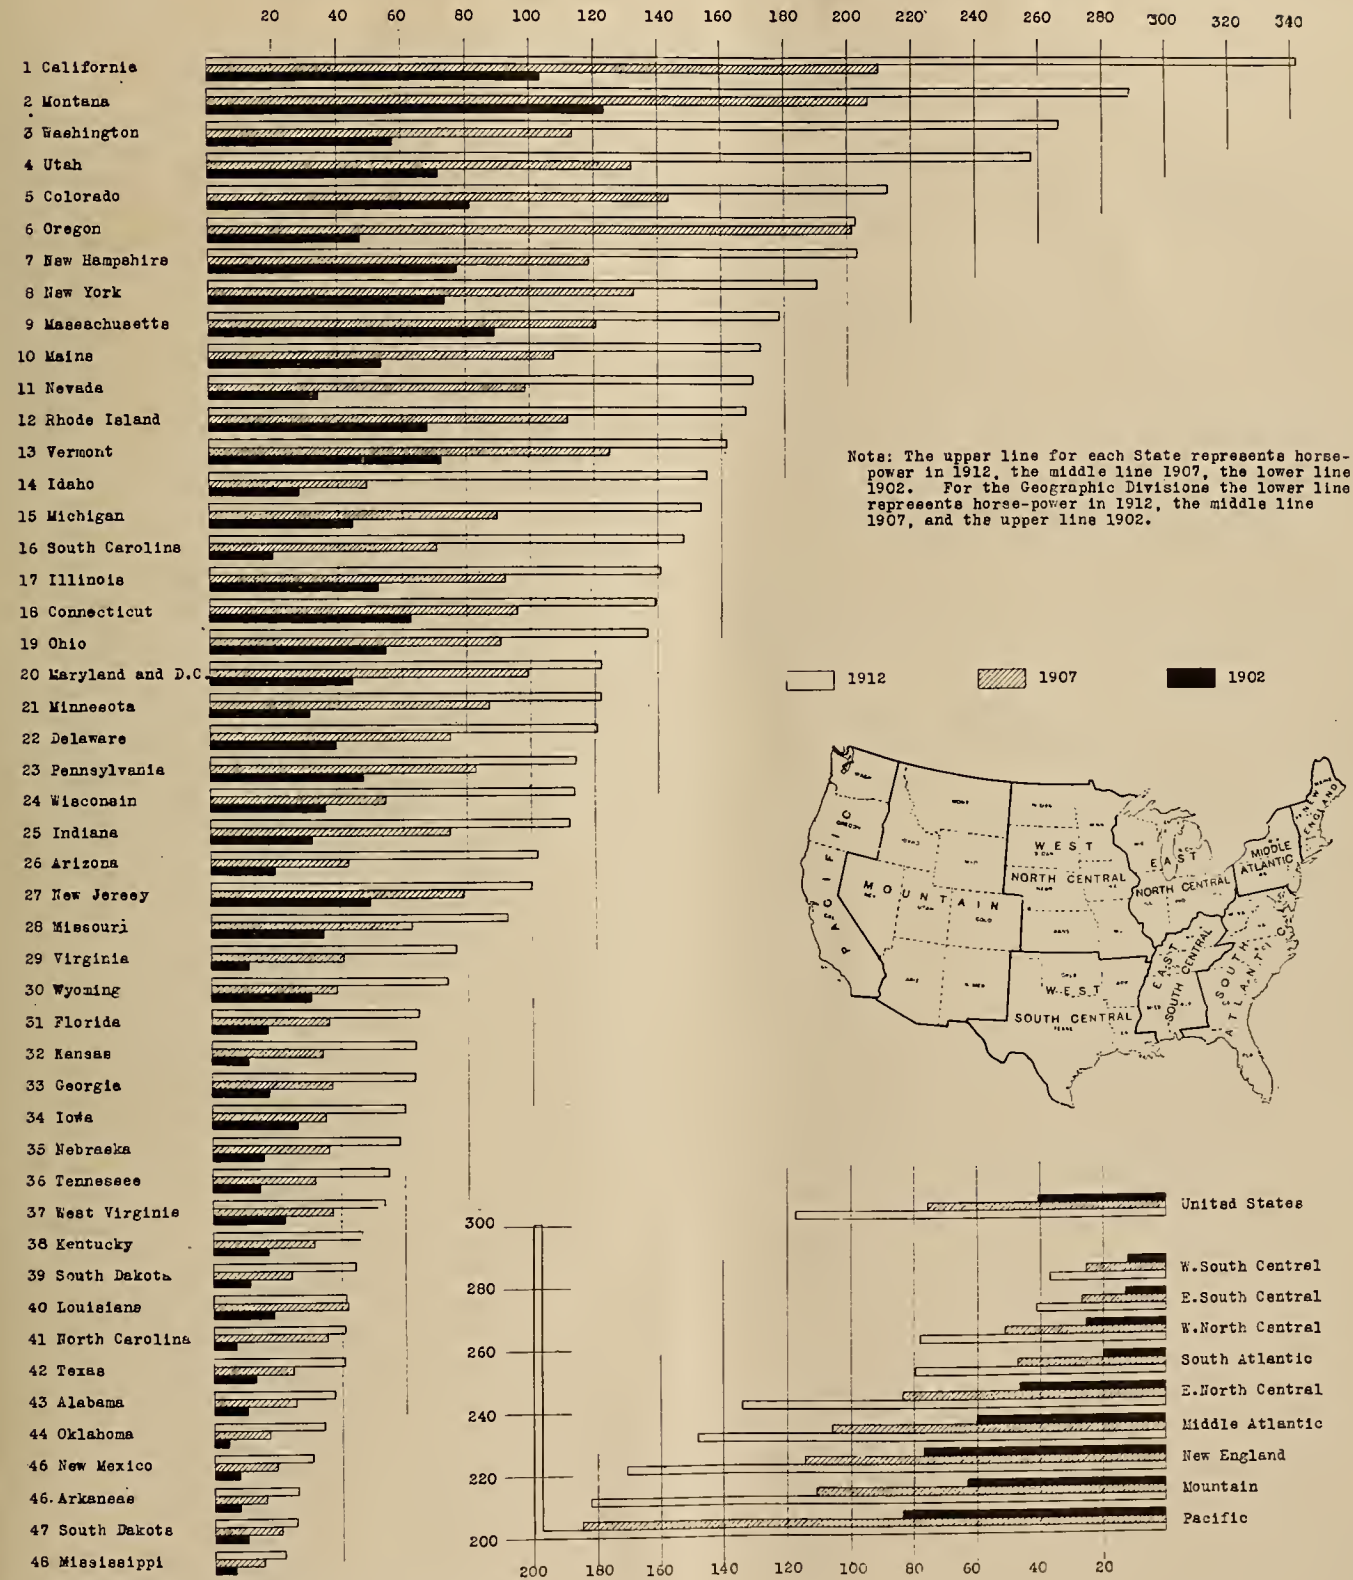 20 40 60 80 100 120 140 160 180 200 220 240 260 280 300 320 340
1 California
2 Montana
3 Washington
4 Utah
5 Colorado
6 Oregon
7 New Hampshire
8 New York
9 Massachusetts
10 Maine
11 Nevada
12 Rhode Island
13 Vermont
14 Idaho
15 Michigan
16 South Carolina
17 Illinois
18 Connecticut
19 Ohio
20 Maryland and D.C.
21 Minnesota
22 Delaware
23 Pennsylvania
24 Wisconsin
25 Indiana
26 Arizona
27 New Jersey
28 Missouri
29 Virginia
30 Wyoming
31 Florida
32 Kansas
33 Georgia
34 Iowa
35 Nebraska
36 Tennessee
37 West Virginia
38 Kentucky
39 South Dakota
40 Louisiana
41 North Carolina
42 Texas
43 Alabama
44 Oklahoma
46 New Mexico
46. Arkansas
47 South Dakota
48 Mississippi
Note: The upper line for each State represents horse-
power in 1912, the middle line 1907, the lower line
1902. For the Geographic Divisions the lower line
represents horse-power in 1912, the middle line
1907, and the upper line 1902.
1912 1907 1902
PACIFIC
MOUNTAIN
WEST
NORTH CENTRAL
EAST
NORTH CENTRAL
MIDDLE
ATLANTIC
NEW
ENGLAND
WEST
SOUTH CENTRAL
EAST
SOUTH CENTRAL
SOUTH
ATLANTIC
WASH
OREGON
IDAHO
MONT
UTAH
COLO
ARIZ
N.MEX
KANS
OKLA
TEXAS
300
280
260
240
220
200
United States
W.South Central
E.South Central
W.North Central
South Atlantic
E.North Central
Middle Atlantic
New England
Mountain
Pacific
200 180 160 140 120 100 80 60 40 20